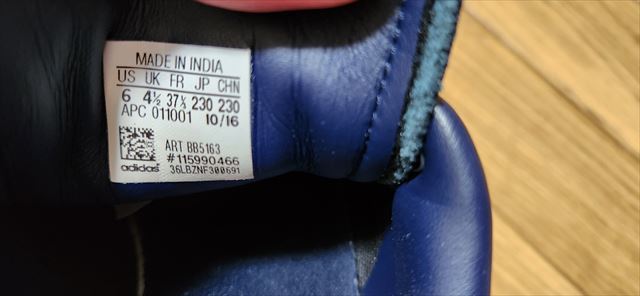 MADE IN INDIA
US UK FR JP CHN
6 4½ 37⅓ 230 230
APC 011001 10/16
ART BB5163
#115990466
adidas 36LBZNF300691